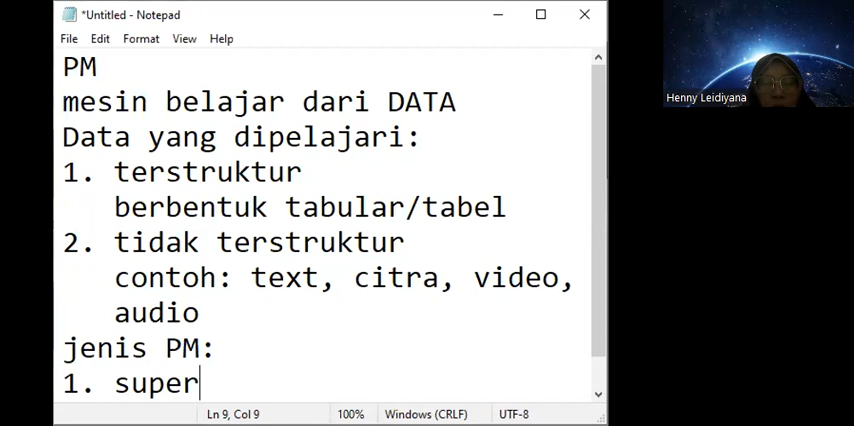 *Untitled - Notepad
File Edit Format View Help
PM
mesin belajar dari DATA
Data yang dipelajari:
1. terstruktur
berbentuk tabular/tabel
2. tidak terstruktur
contoh: text, citra, video,
audio
jenis PM:
1. super
Ln 9, Col 9 100% Windows (CRLF) UTF-8
Henny Leidiyana